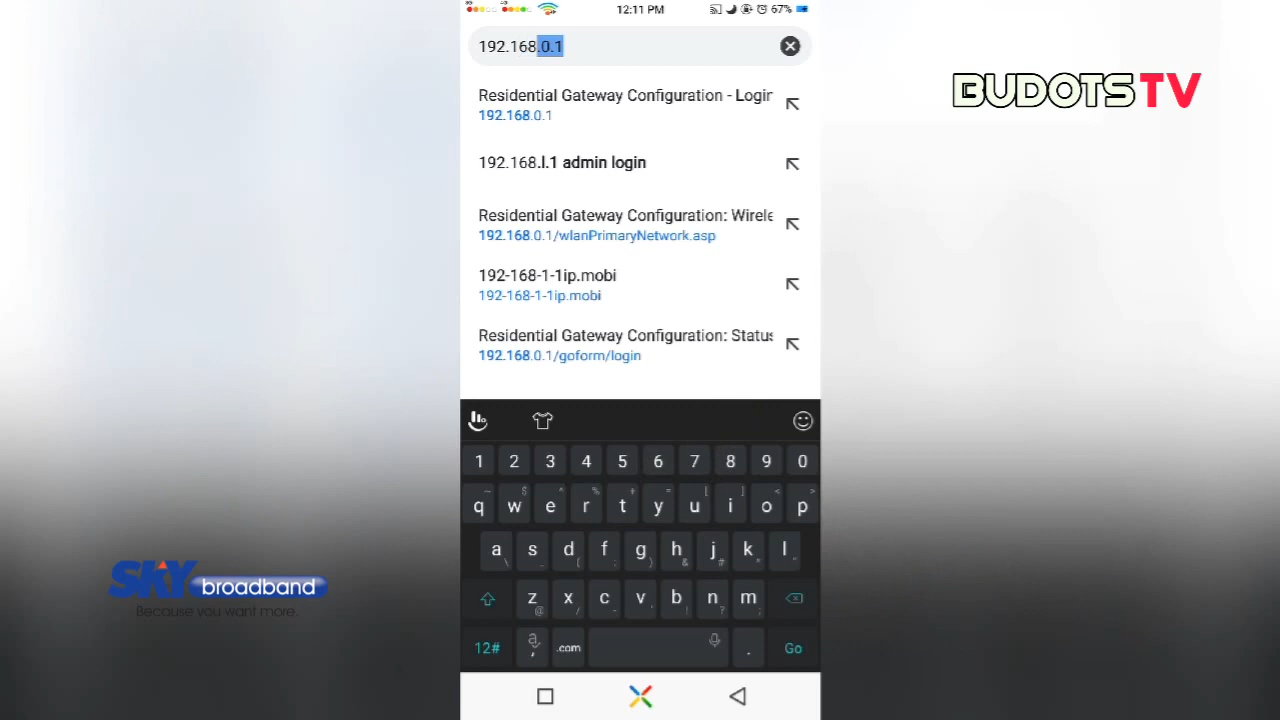 12:11 PM
67%
192.168.0.1
BUDOTS TV
Residential Gateway Configuration - Login
192.168.0.1
192.168.l.1 admin login
Residential Gateway Configuration: Wirele
192.168.0.1/wlanPrimaryNetwork.asp
192-168-1-1ip.mobi
192-168-1-1ip.mobi
Residential Gateway Configuration: Status
192.168.0.1/goform/login
1 2 3 4 5 6 7 8 9 0
q w e r t y u i o p
a s d f g h j k l
z x c v b n m
12# , .com . Go
SKY broadband
Because you want more.